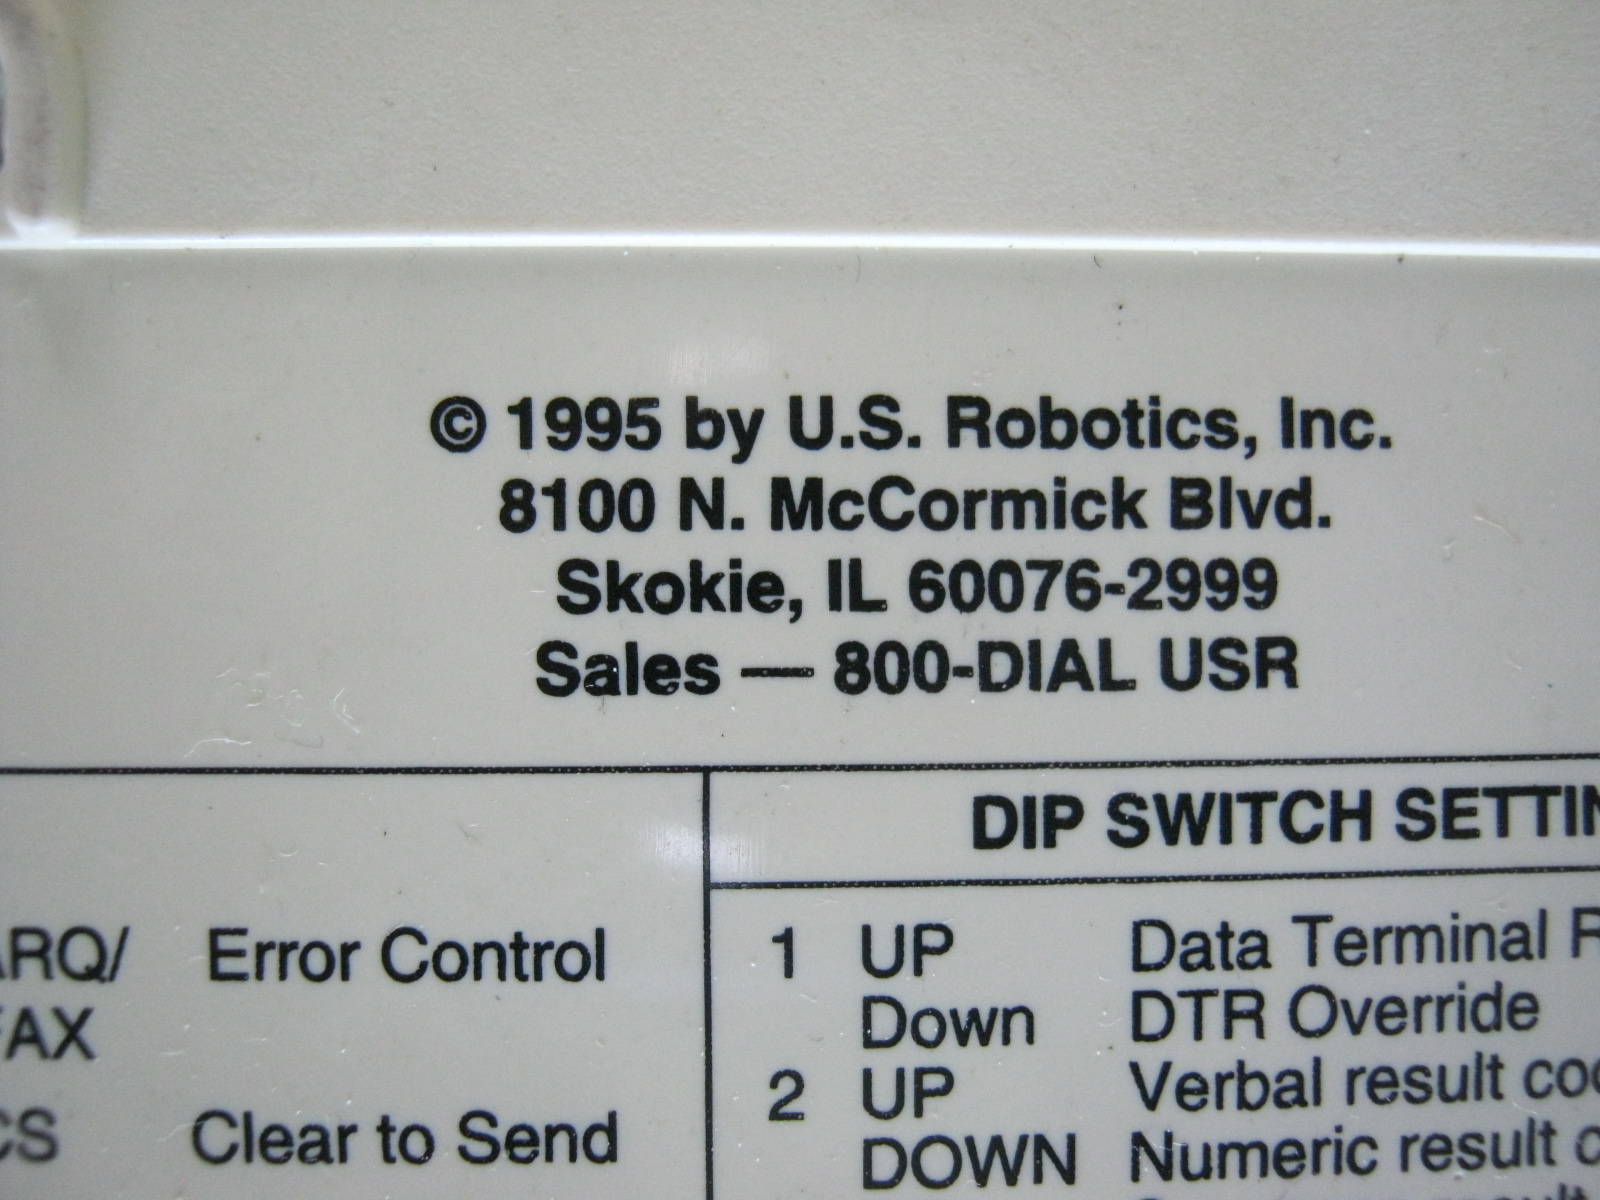 © 1995 by U.S. Robotics, Inc.
8100 N. McCormick Blvd.
Skokie, IL 60076-2999
Sales — 800-DIAL USR
DIP SWITCH SETTIN
ARQ/ Error Control
FAX
CS Clear to Send
1 UP Data Terminal R
Down DTR Override
2 UP Verbal result co
DOWN Numeric result c